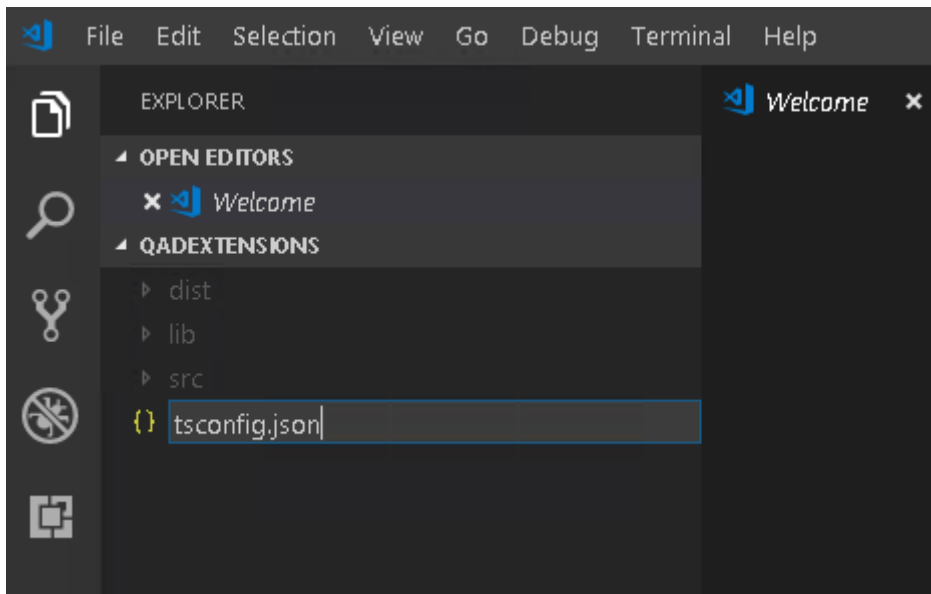 File Edit Selection View Go Debug Terminal Help
EXPLORER
Welcome
OPEN EDITORS
Welcome
QADEXTENSIONS
dist
lib
src
{} tsconfig.json